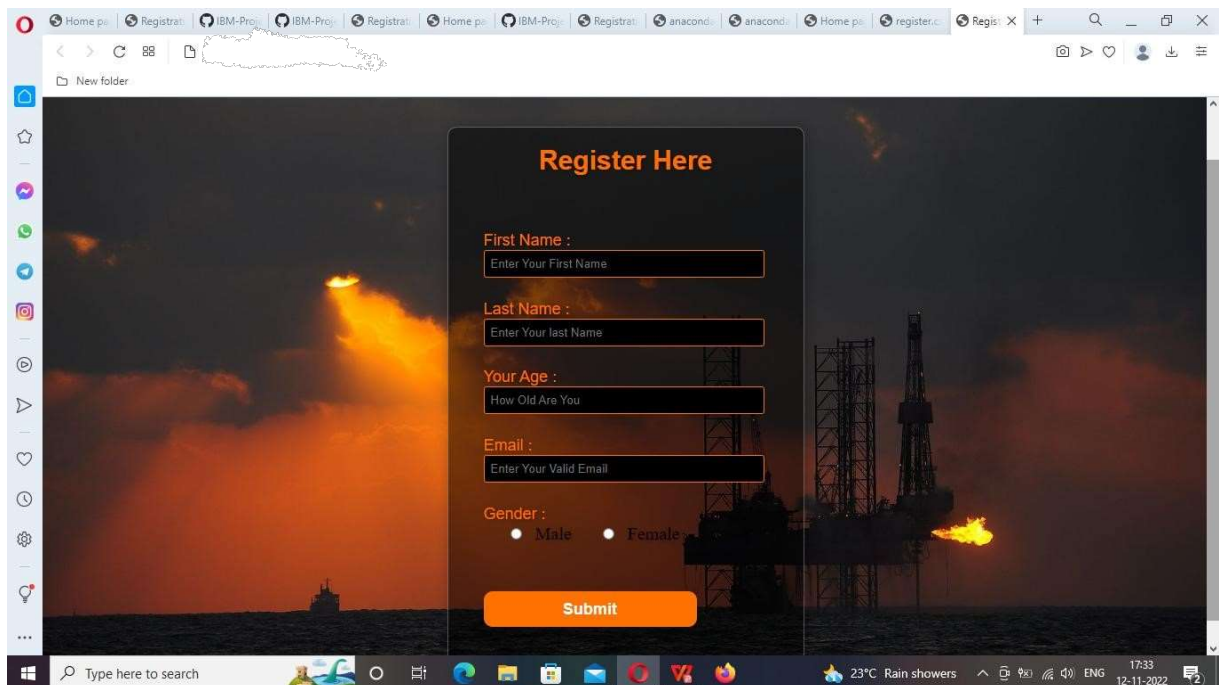 Home pa
Registrati
IBM-Proj
IBM-Proj
Registrati
Home pa
IBM-Proj
Registrati
anaconda
anaconda
Home pa
register.c
Regist
New folder
Register Here
First Name :
Enter Your First Name
Last Name :
Enter Your last Name
Your Age :
How Old Are You
Email :
Enter Your Valid Email
Gender :
Male Female
Submit
Type here to search
23°C Rain showers
ENG
17:33
12-11-2022
2